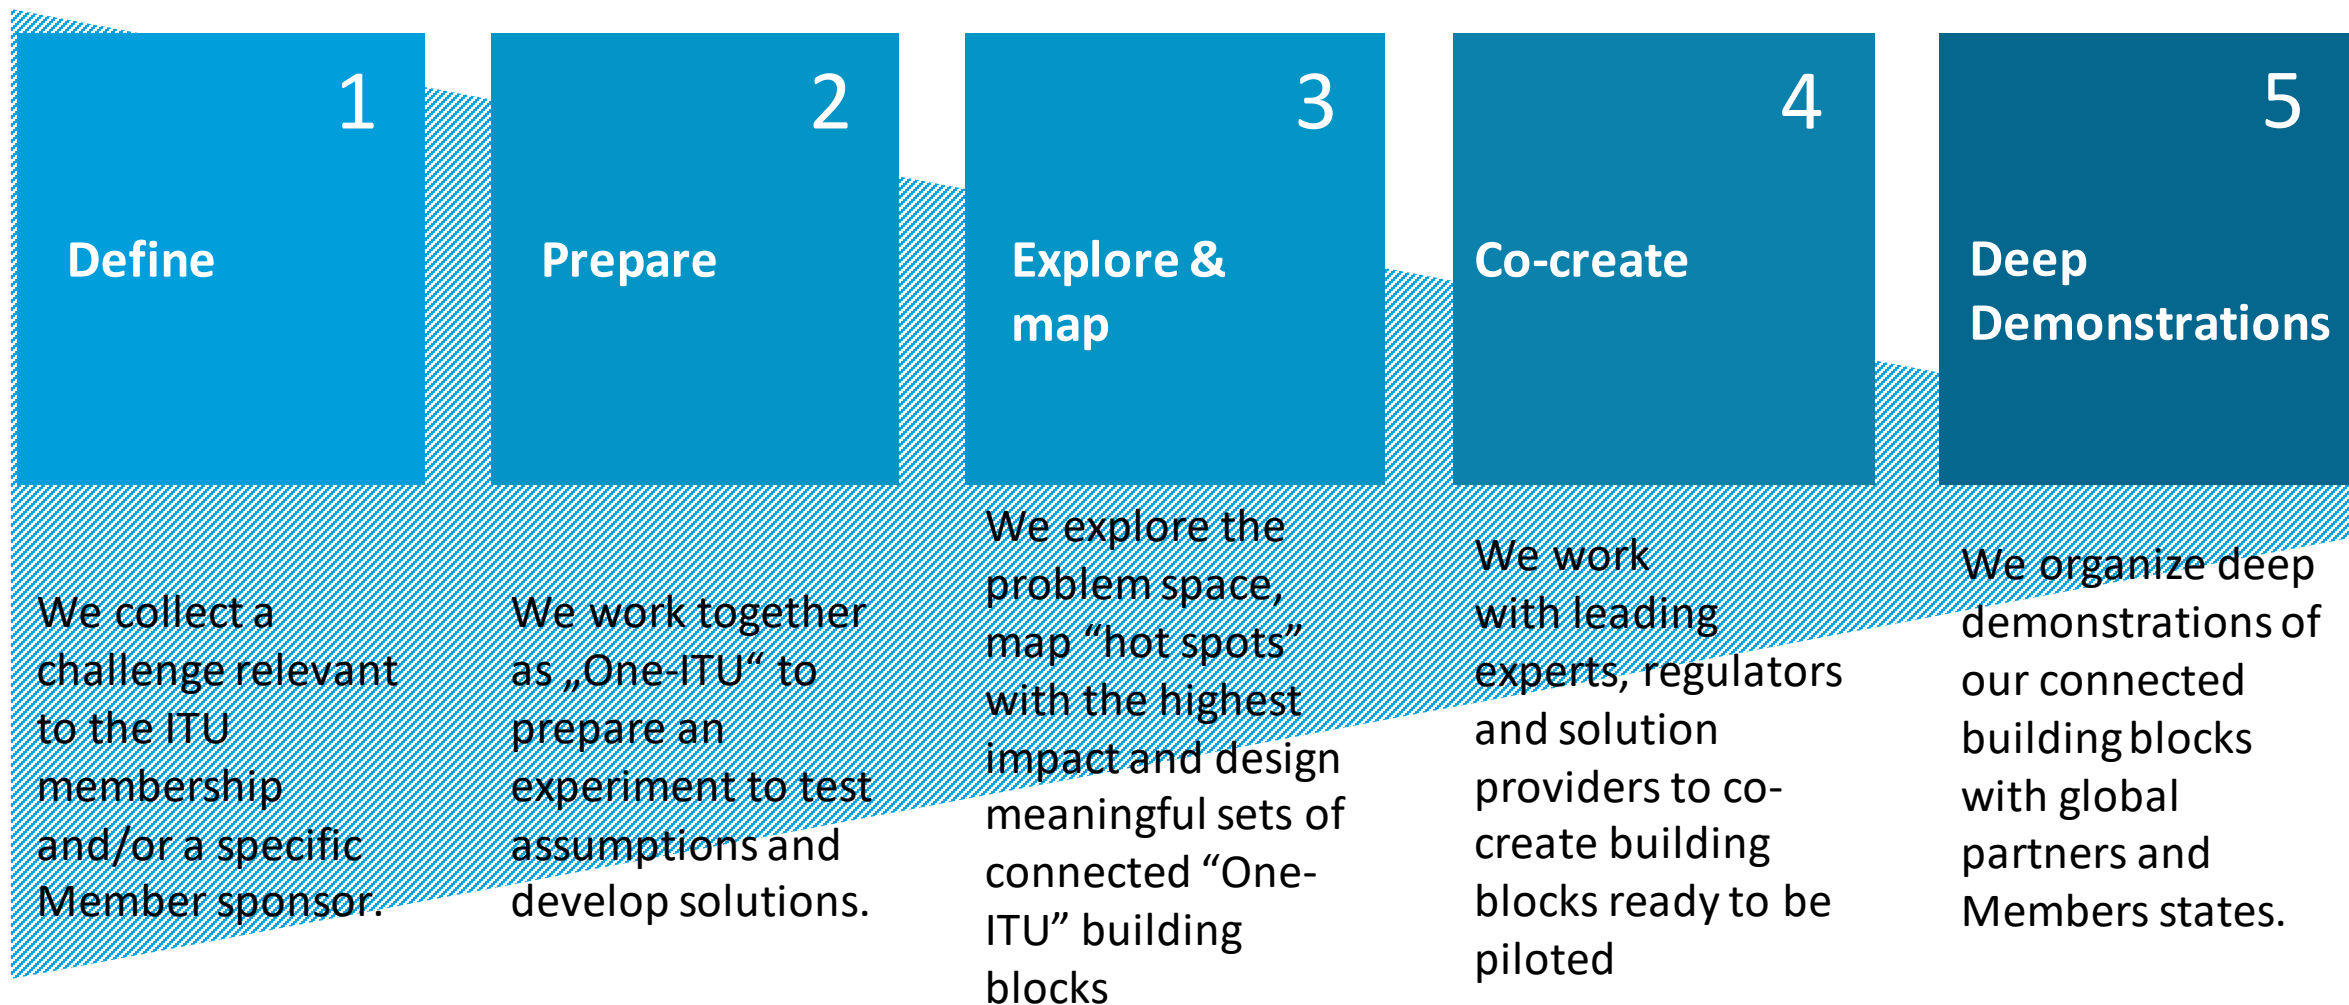 1
Define
We collect a
challenge relevant
to the ITU
membership
and/or a specific
Member sponsor.
2
Prepare
We work together
as „One-ITU“ to
prepare an
experiment to test
assumptions and
develop solutions.
3
Explore &
map
We explore the
problem space,
map “hot spots”
with the highest
impact and design
meaningful sets of
connected “One-
ITU” building
blocks
4
Co-create
We work
with leading
experts, regulators
and solution
providers to co-
create building
blocks ready to be
piloted
5
Deep
Demonstrations
We organize deep
demonstrations of
our connected
building blocks
with global
partners and
Members states.